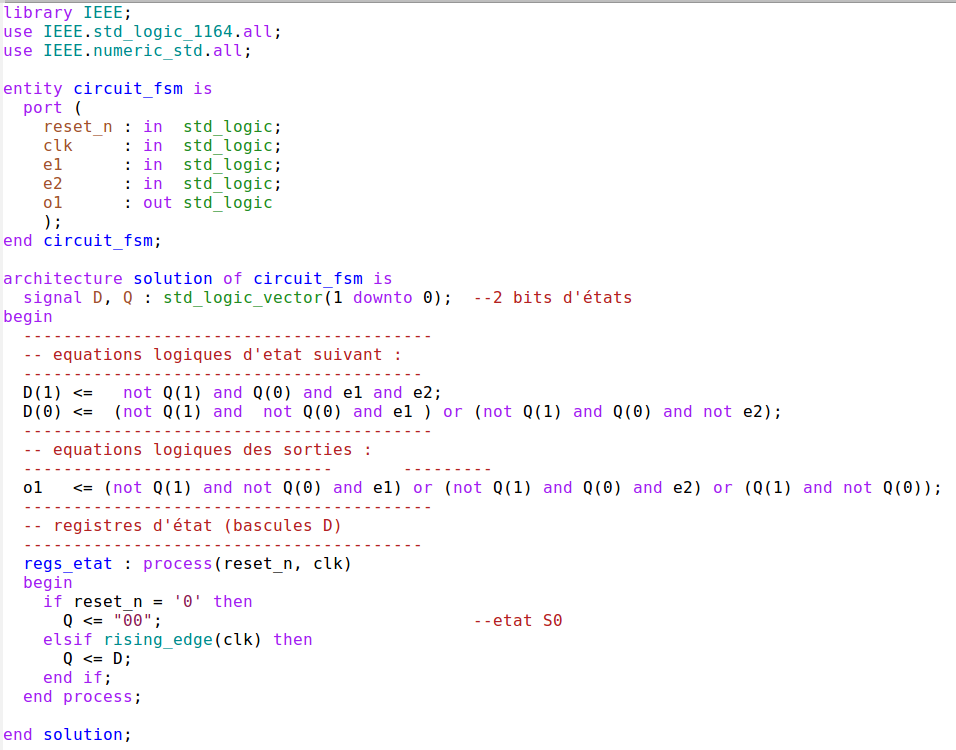 library IEEE;
use IEEE.std_logic_1164.all;
use IEEE.numeric_std.all;

entity circuit_fsm is
  port (
    reset_n : in  std_logic;
    clk     : in  std_logic;
    e1      : in  std_logic;
    e2      : in  std_logic;
    o1      : out std_logic
    );
end circuit_fsm;

architecture solution of circuit_fsm is
  signal D, Q : std_logic_vector(1 downto 0);  --2 bits d'états
begin
  -----------------------------------------
  -- equations logiques d'etat suivant :
  ----------------------------------------
  D(1) <=   not Q(1) and Q(0) and e1 and e2;
  D(0) <=  (not Q(1) and  not Q(0) and e1 ) or (not Q(1) and Q(0) and not e2);
  -----------------------------------------
  -- equations logiques des sorties :
  -------------------------------       ---------
  o1   <= (not Q(1) and not Q(0) and e1) or (not Q(1) and Q(0) and e2) or (Q(1) and not Q(0));
  -----------------------------------------
  -- registres d'état (bascules D)
  ----------------------------------------
  regs_etat : process(reset_n, clk)
  begin
    if reset_n = '0' then
      Q <= "00";                               --etat S0
    elsif rising_edge(clk) then
      Q <= D;
    end if;
  end process;

end solution;